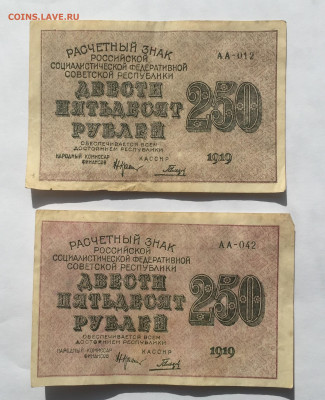 COINS.LAVE.RU
РАСЧЕТНЫЙ ЗНАК
РОССИЙСКОЙ
СОЦИАЛИСТИЧЕСКОЙ ФЕДЕРАТИВНОЙ
СОВЕТСКОЙ РЕСПУБЛИКИ
АА-012
ДВЕСТИ
ПЯТЬДЕСЯТ
РУБЛЕЙ
250
ОБЕСПЕЧИВАЕТСЯ ВСЕМ
ДОСТОЯНИЕМ РЕСПУБЛИКИ
НАРОДНЫЙ КОМИССАР
ФИНАНСОВ
КАССИР
1919
РАСЧЕТНЫЙ ЗНАК
РОССИЙСКОЙ
СОЦИАЛИСТИЧЕСКОЙ ФЕДЕРАТИВНОЙ
СОВЕТСКОЙ РЕСПУБЛИКИ
АА-042
ДВЕСТИ
ПЯТЬДЕСЯТ
РУБЛЕЙ
250
ОБЕСПЕЧИВАЕТСЯ ВСЕМ
ДОСТОЯНИЕМ РЕСПУБЛИКИ
НАРОДНЫЙ КОМИССАР
ФИНАНСОВ
КАССИР
1919